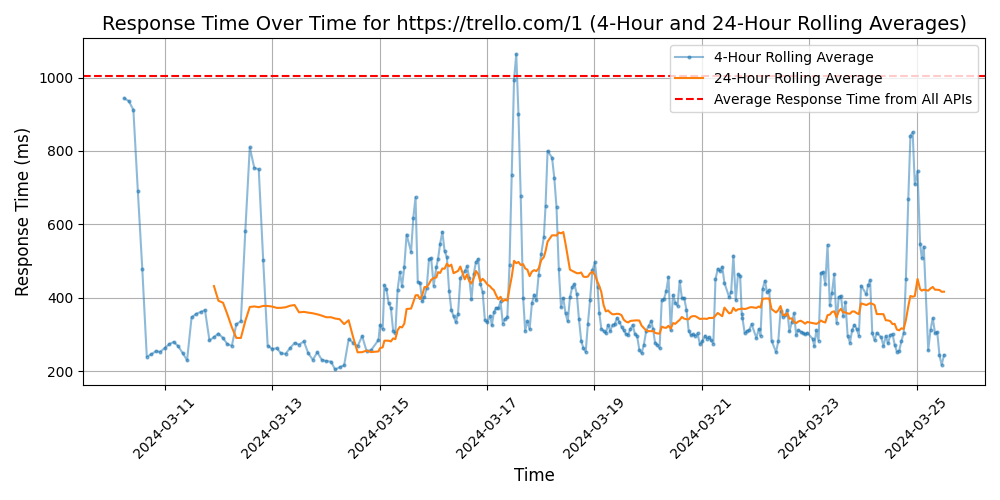 Response Time Over Time for https://trello.com/1 (4-Hour and 24-Hour Rolling Averages)
4-Hour Rolling Average
24-Hour Rolling Average
Average Response Time from All APIs
Response Time (ms)
1000
800
600
400
200
2024-03-11
2024-03-13
2024-03-15
2024-03-17
2024-03-19
2024-03-21
2024-03-23
2024-03-25
Time